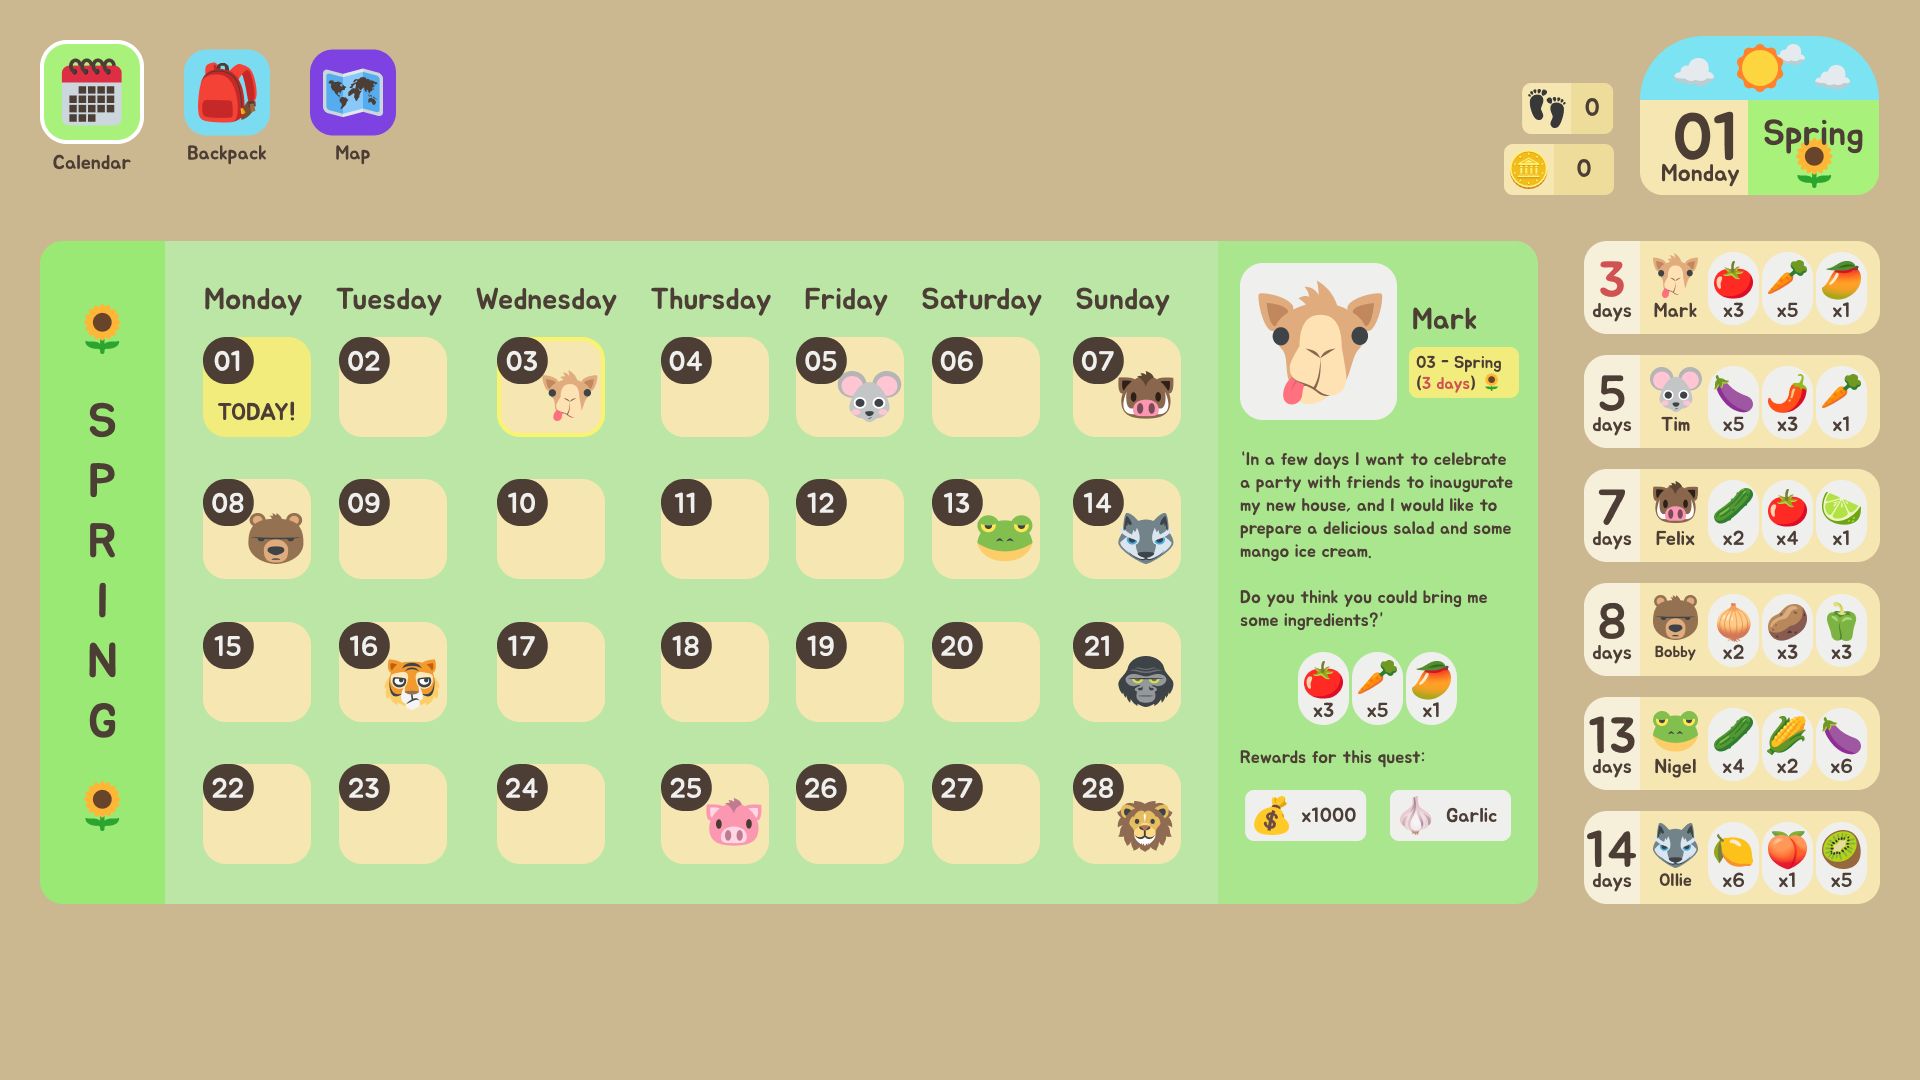 Calendar
Backpack
Map
0
0
01
Monday
Spring
SPRING
Monday Tuesday Wednesday Thursday Friday Saturday Sunday
01 02 03 04 05 06 07
TODAY!
08 09 10 11 12 13 14
15 16 17 18 19 20 21
22 23 24 25 26 27 28
Mark
03 - Spring
(3 days)
'In a few days I want to celebrate
a party with friends to inaugurate
my new house, and I would like to
prepare a delicious salad and some
mango ice cream.
Do you think you could bring me
some ingredients?'
x3 x5 x1
Rewards for this quest:
x1000 Garlic
3
days Mark x3 x5 x1
5
days Tim x5 x3 x1
7
days Felix x2 x4 x1
8
days Bobby x2 x3 x3
13
days Nigel x4 x2 x6
14
days Ollie x6 x1 x5